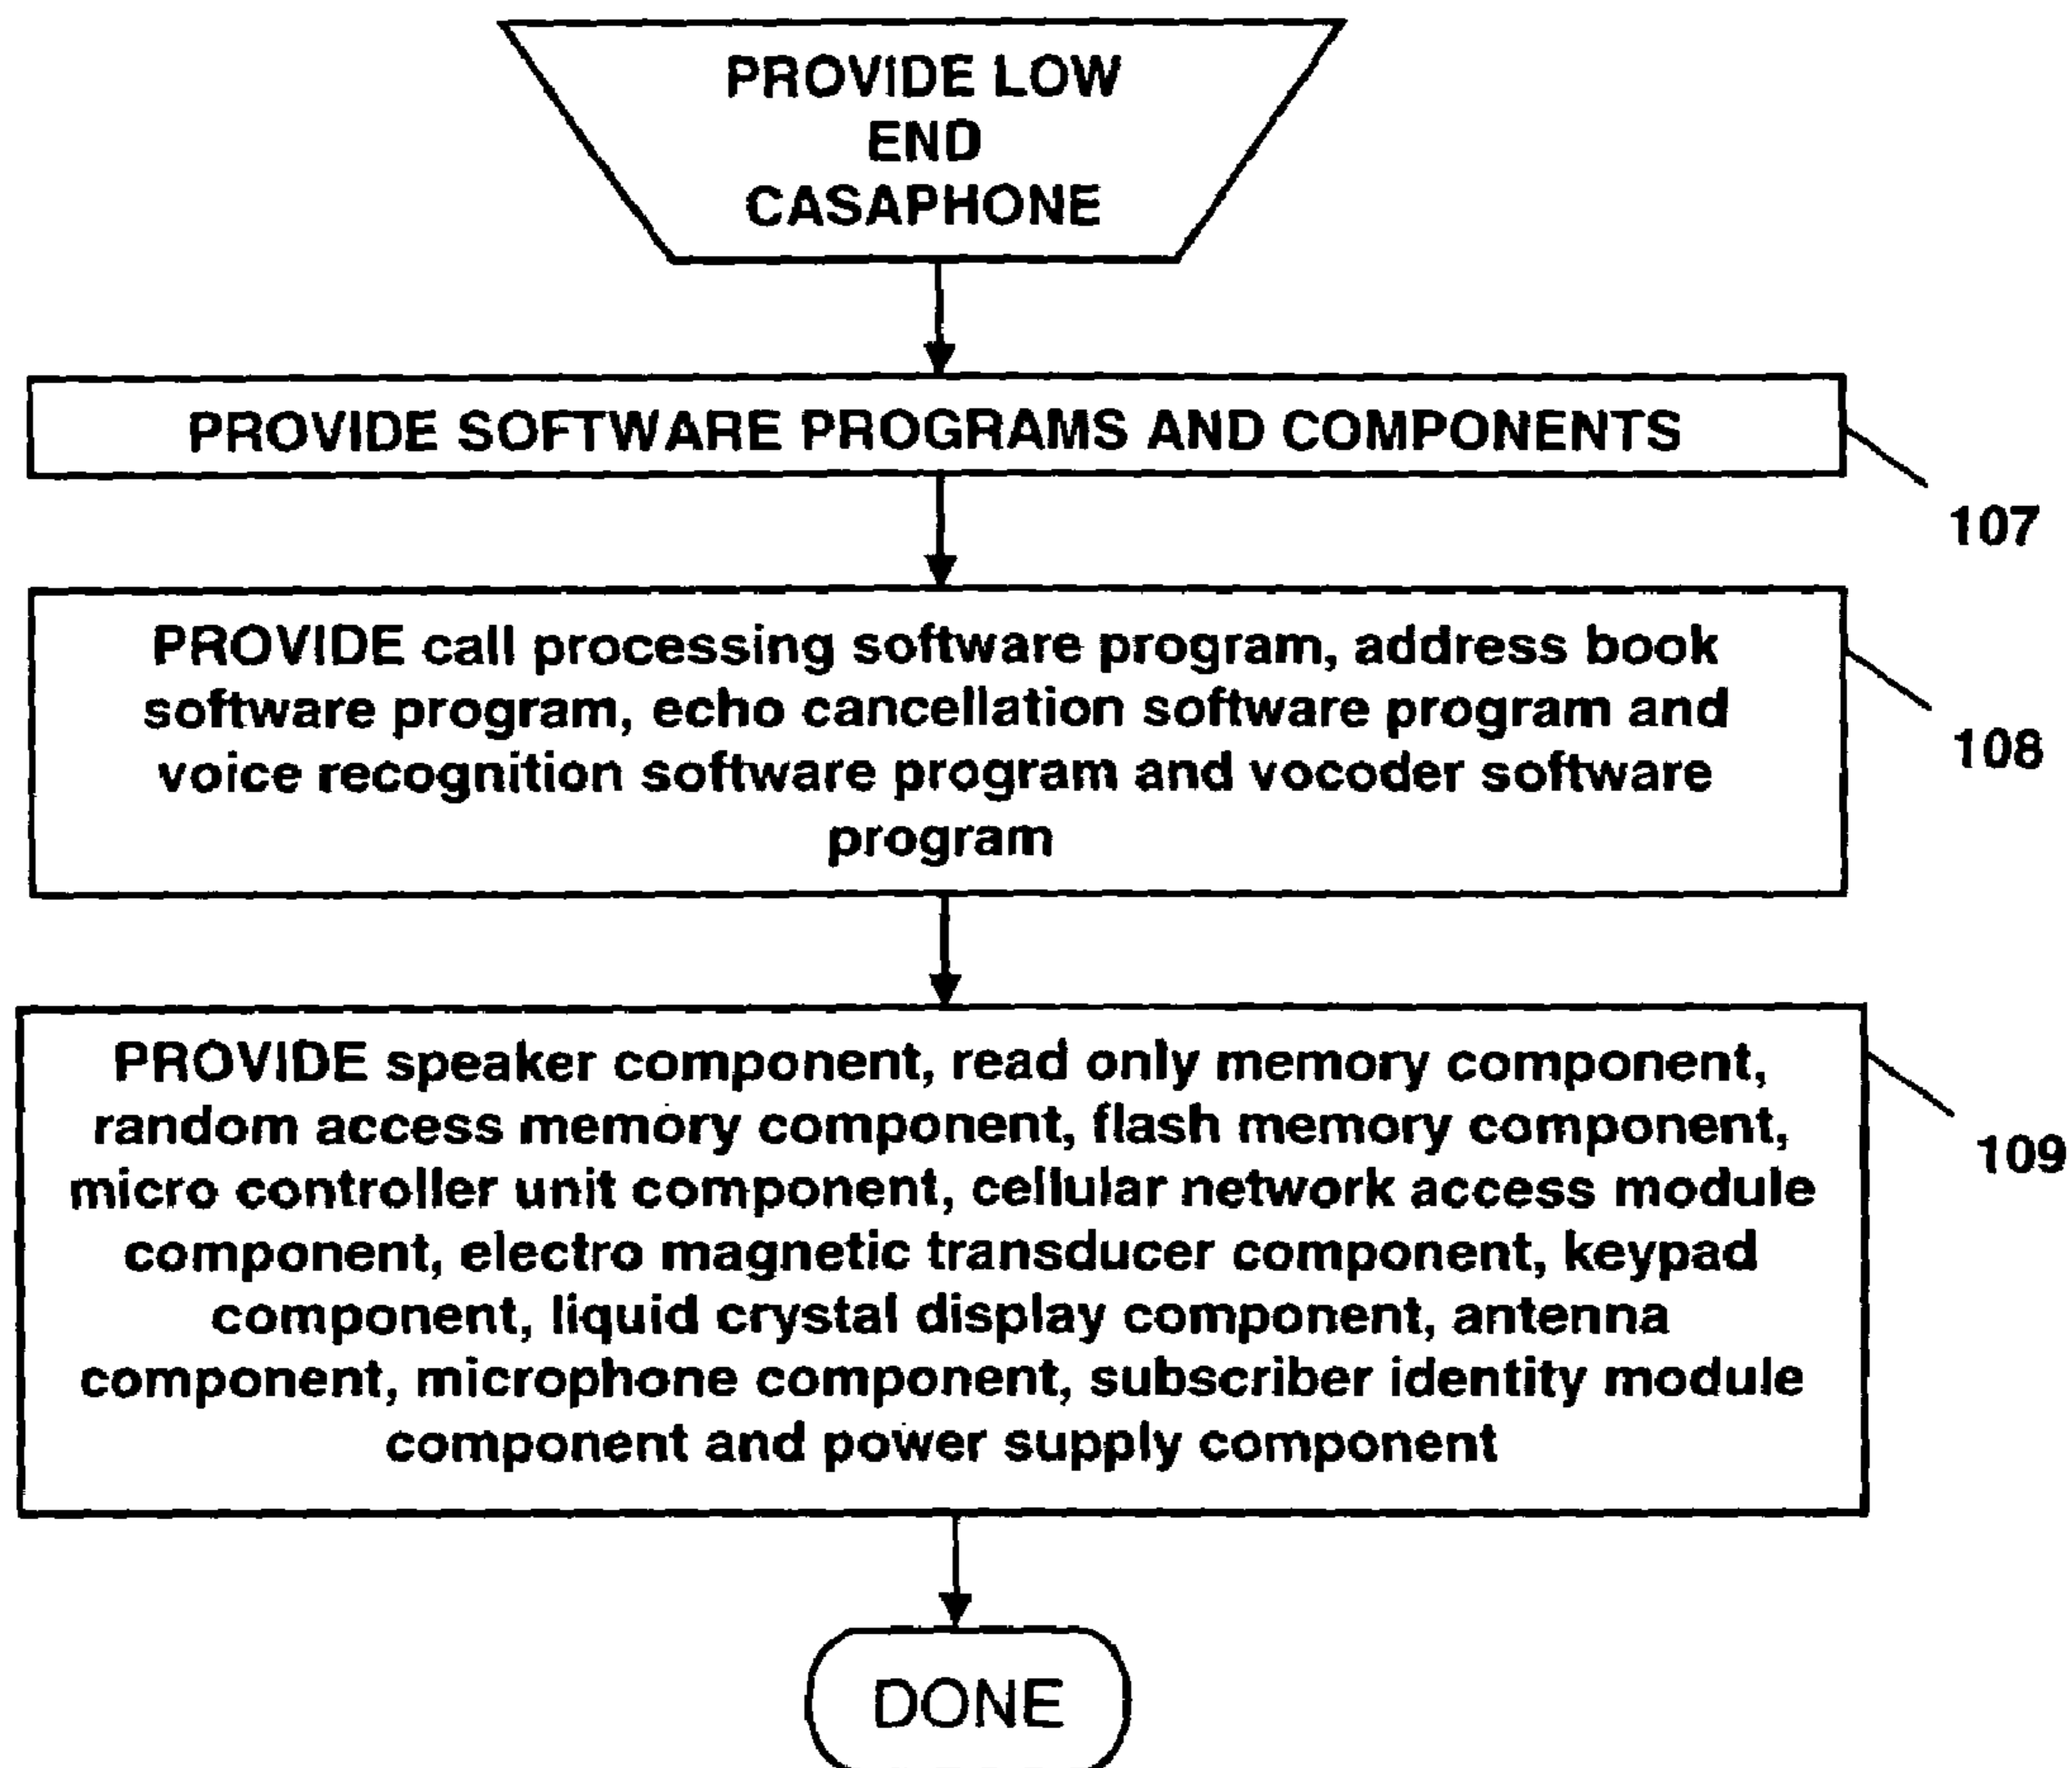 PROVIDE LOW
END
CASAPHONE
PROVIDE SOFTWARE PROGRAMS AND COMPONENTS
107
PROVIDE call processing software program, address book
software program, echo cancellation software program and
voice recognition software program and vocoder software
program
108
PROVIDE speaker component, read only memory component,
random access memory component, flash memory component,
micro controller unit component, cellular network access module
component, electro magnetic transducer component, keypad
component, liquid crystal display component, antenna
component, microphone component, subscriber identity module
component and power supply component
109
DONE